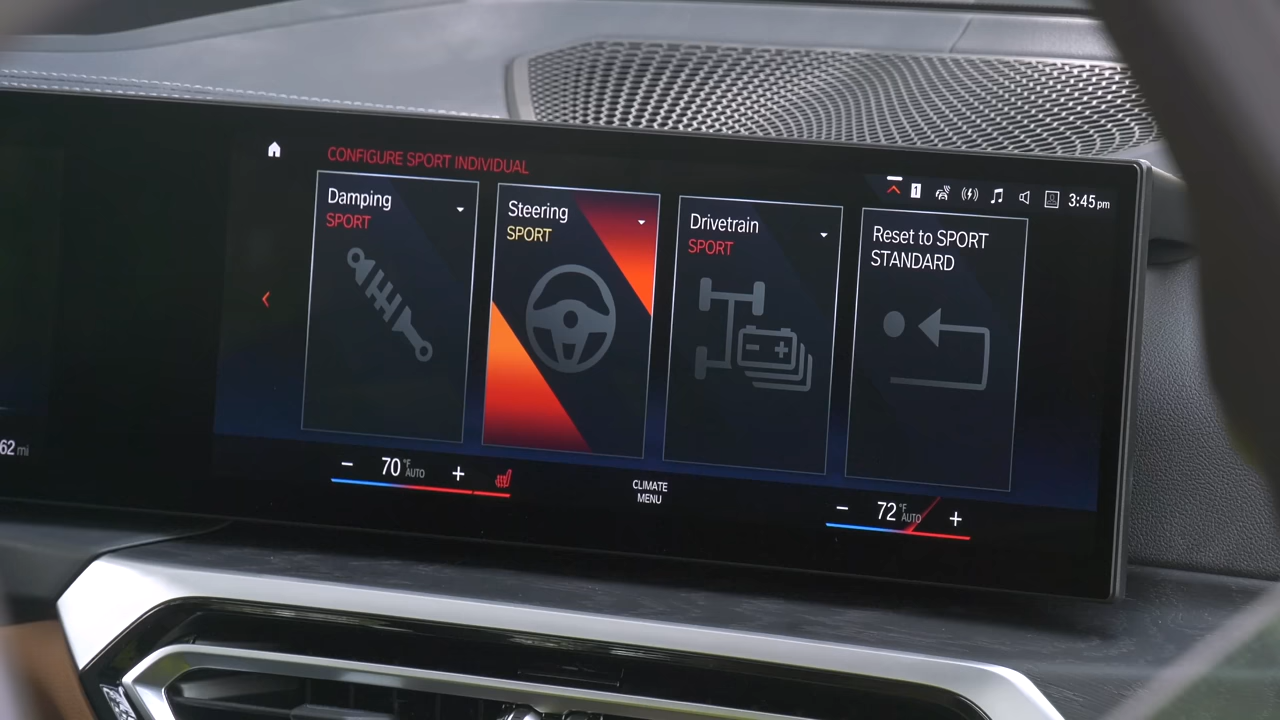 CONFIGURE SPORT INDIVIDUAL
1
3:45 pm
Damping
SPORT
Steering
SPORT
Drivetrain
SPORT
Reset to SPORT
STANDARD
62 mi
− 70 °F AUTO +
CLIMATE
MENU
− 72 °F AUTO +